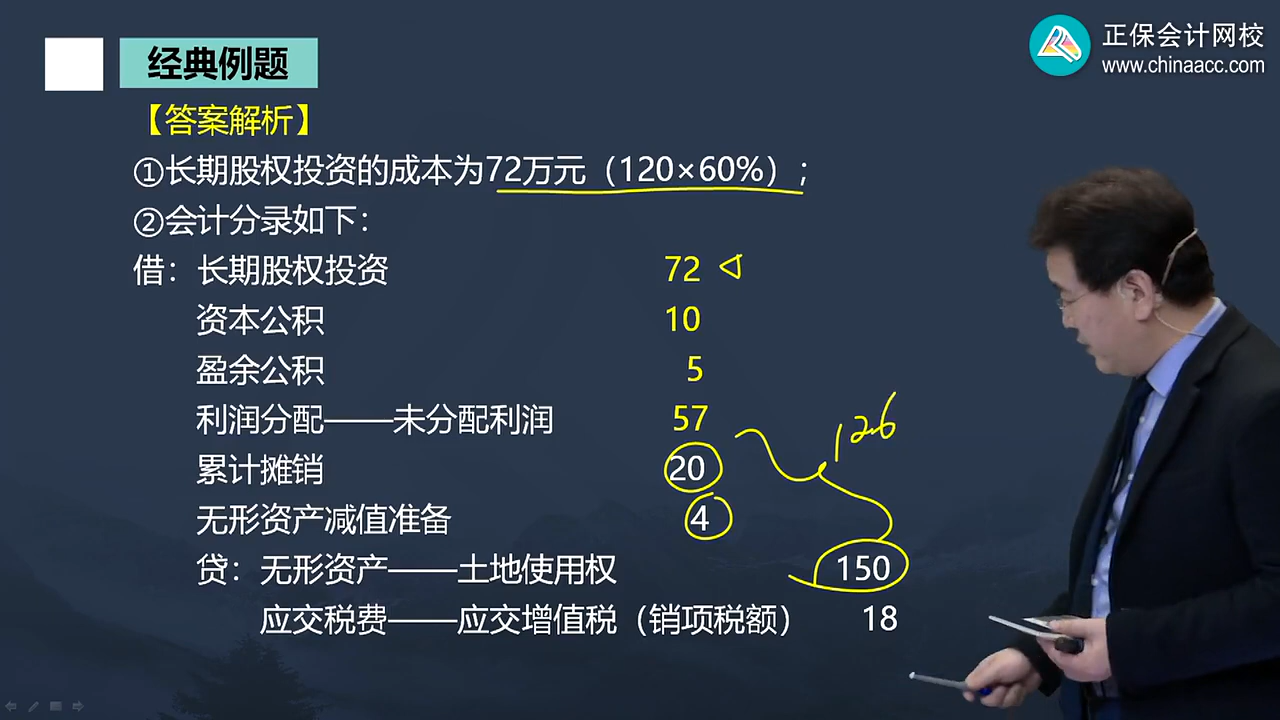 正保会计网校
www.chinaacc.com
经典例题
【答案解析】
①长期股权投资的成本为72万元（120×60%）；
②会计分录如下：
借：长期股权投资 72
资本公积 10
盈余公积 5
利润分配——未分配利润 57
126
累计摊销 20
无形资产减值准备 4
贷：无形资产——土地使用权 150
应交税费——应交增值税（销项税额） 18